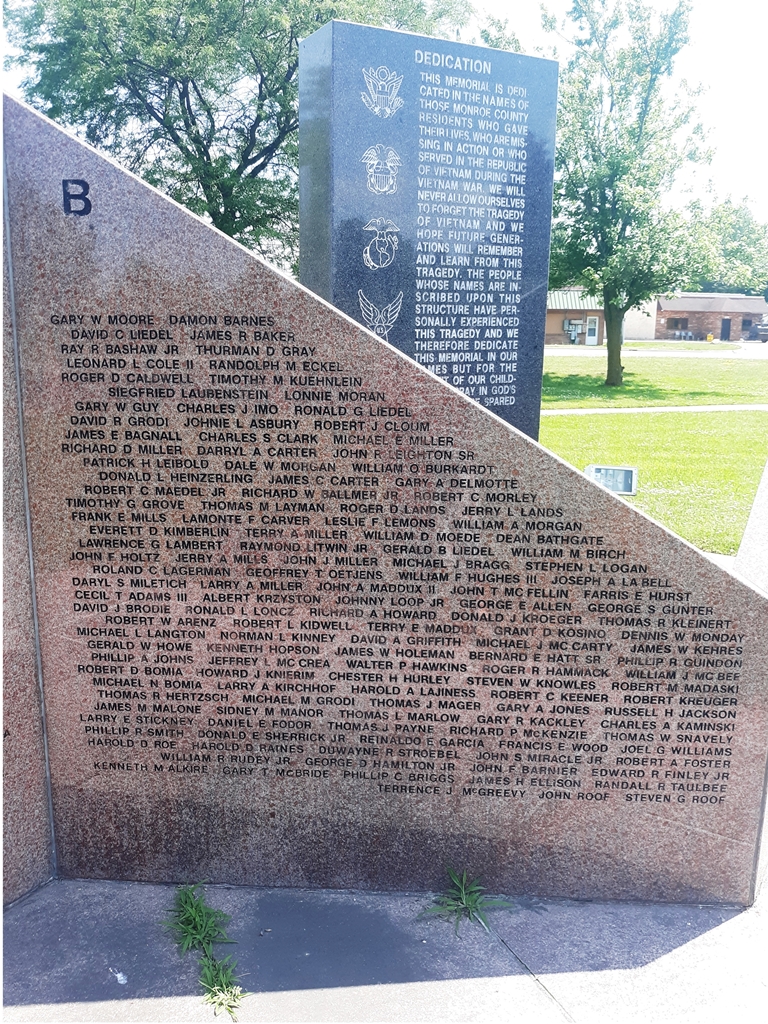 DEDICATION
THIS MEMORIAL IS DEDI
CATED IN THE NAMES OF
THOSE MONROE COUNTY
RESIDENTS WHO GAVE
THEIR LIVES, WHO ARE MIS-
SING IN ACTION OR WHO
SERVED IN THE REPUBLIC
OF VIETNAM DURING THE
VIETNAM WAR. WE WILL
NEVER ALLOW OURSELVES
TO FORGET THE TRAGEDY
OF VIETNAM AND WE
HOPE FUTURE GENER-
ATIONS WILL REMEMBER
AND LEARN FROM THIS
TRAGEDY. THE PEOPLE
WHOSE NAMES ARE IN-
SCRIBED UPON THIS
STRUCTURE HAVE PER-
SONALLY EXPERIENCED
THIS TRAGEDY AND WE
THEREFORE DEDICATE
THIS MEMORIAL IN OUR
AMES BUT FOR THE
OF OUR CHILD-
RAY IN GOD'S
SPARED
B
GARY W MOORE DAMON BARNES
DAVID C LIEDEL JAMES R BAKER
RAY R BASHAW JR THURMAN D GRAY
LEONARD L COLE II RANDOLPH M ECKEL
ROGER D CALDWELL TIMOTHY M KUEHNLEIN
SIEGFRIED LAUBENSTEIN LONNIE MORAN
GARY W GUY CHARLES J IMO RONALD G LIEDEL
DAVID R GRODI JOHNIE L ASBURY ROBERT J CLOUM
JAMES E BAGNALL CHARLES S CLARK MICHAEL E MILLER
RICHARD D MILLER DARRYL A CARTER JOHN R LEIGHTON SR
PATRICK H LEIBOLD DALE W MORGAN WILLIAM O BURKARDT
DONALD L HEINZERLING JAMES C CARTER GARY A DELMOTTE
ROBERT C MAEDEL JR RICHARD W BALLMER JR ROBERT C MORLEY
TIMOTHY G GROVE THOMAS M LAYMAN ROGER D LANDS JERRY L LANDS
FRANK E MILLS LAMONTE F CARVER LESLIE F LEMONS WILLIAM A MORGAN
EVERETT D KIMBERLIN TERRY A MILLER WILLIAM D MOEDE DEAN BATHGATE
LAWRENCE G LAMBERT RAYMOND LITWIN JR GERALD B LIEDEL WILLIAM M BIRCH
JOHN E HOLTZ JERRY A MILLS JOHN J MILLER MICHAEL J BRAGG STEPHEN L LOGAN
ROLAND C LAGERMAN GEOFFREY T OETJENS WILLIAM F HUGHES III JOSEPH A LA BELL
DARYL S MILETICH LARRY A MILLER JOHN A MADDUX II JOHN T MC FELLIN FARRIS E HURST
CECIL T ADAMS III ALBERT KRZYSTON JOHNNY LOOP JR GEORGE E ALLEN GEORGE S GUNTER
DAVID J BRODIE RONALD L LONCZ RICHARD A HOWARD DONALD J KROEGER THOMAS R KLEINERT
ROBERT W ARENZ ROBERT L KIDWELL TERRY E MADDUX GRANT D KOSINO DENNIS W MONDAY
MICHAEL L LANGTON NORMAN L KINNEY DAVID A GRIFFITH MICHAEL J MC CARTY JAMES W KEHRES
GERALD W HOWE KENNETH HOPSON JAMES W HOLEMAN BERNARD E HATT SR PHILLIP R GUINDON
PHILLIP A JOHNS JEFFREY L MC CREA WALTER P HAWKINS ROGER R HAMMACK WILLIAM J MC BEE
ROBERT D BOMIA HOWARD J KNIERIM CHESTER H HURLEY STEVEN W KNOWLES ROBERT M MADASKI
MICHAEL N BOMIA LARRY A KIRCHHOF HAROLD A LAJINESS ROBERT C KEENER ROBERT KREUGER
THOMAS R HERTZSCH MICHAEL M GRODI THOMAS J MAGER GARY A JONES RUSSELL H JACKSON
JAMES M MALONE SIDNEY M MANOR THOMAS L MARLOW GARY R KACKLEY CHARLES A KAMINSKI
LARRY E STICKNEY DANIEL E FODOR THOMAS J PAYNE RICHARD P McKENZIE THOMAS W SNAVELY
PHILLIP R SMITH DONALD E SHERRICK JR REINALDO E GARCIA FRANCIS E WOOD JOEL G WILLIAMS
HAROLD D ROE HAROLD D RAINES DUWAYNE R STROEBEL JOHN S MIRACLE JR ROBERT A FOSTER
WILLIAM R RUDEY JR GEORGE D HAMILTON JR JOHN F BARNIER EDWARD R FINLEY JR
KENNETH M ALKIRE GARY T MCBRIDE PHILLIP C BRIGGS JAMES H ELLISON RANDALL R TAULBEE
TERRENCE J McGREEVY JOHN ROOF STEVEN G ROOF